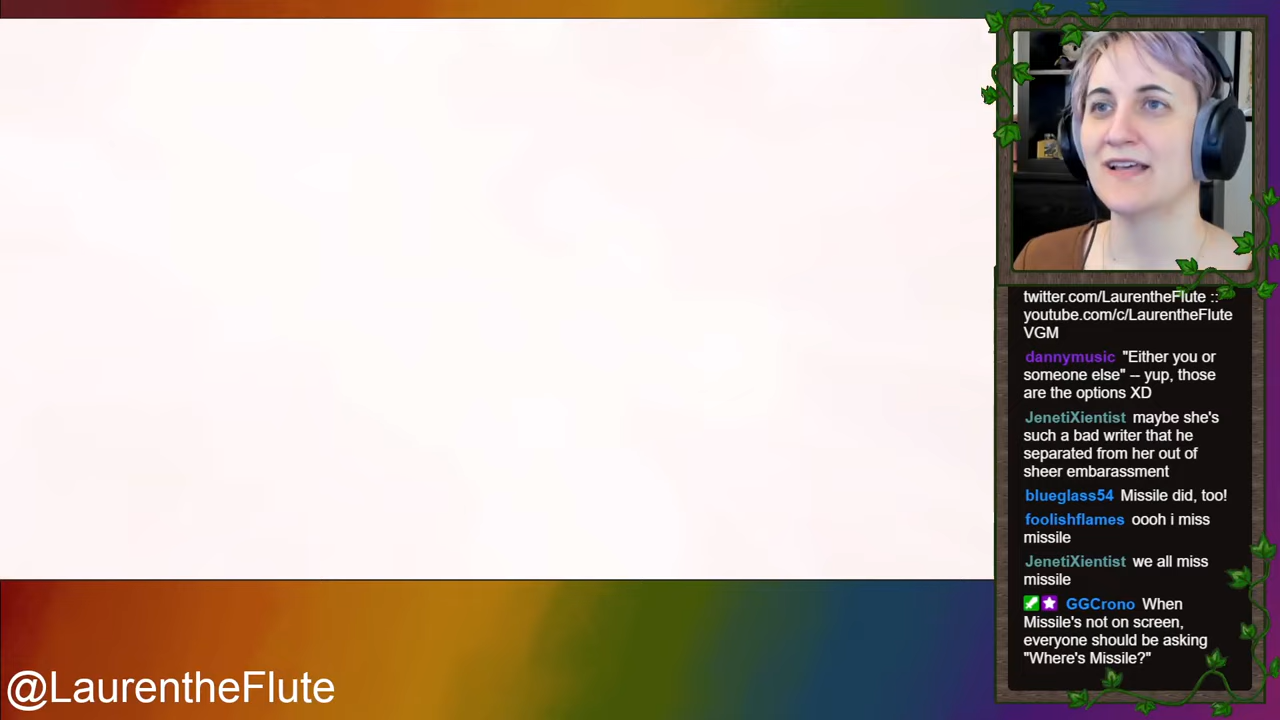 twitter.com/LaurentheFlute ::
youtube.com/c/LaurentheFlute
VGM
dannymusic "Either you or
someone else" -- yup, those
are the options XD
JenetiXientist maybe she's
such a bad writer that he
separated from her out of
sheer embarassment
blueglass54 Missile did, too!
foolishflames oooh i miss
missile
JenetiXientist we all miss
missile
GGCrono When
Missile's not on screen,
everyone should be asking
"Where's Missile?"
@LaurentheFlute